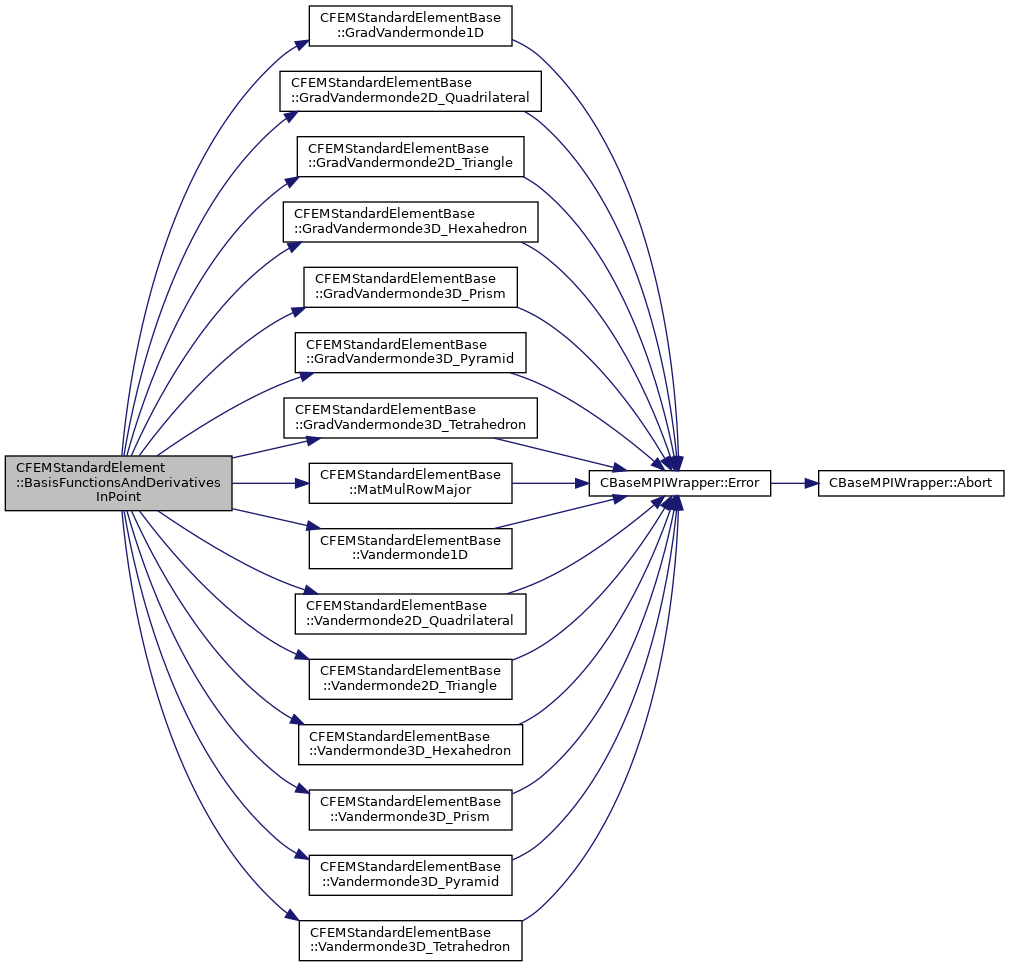 CFEMStandardElementBase
::GradVandermonde1D
CFEMStandardElementBase
::GradVandermonde2D_Quadrilateral
CFEMStandardElementBase
::GradVandermonde2D_Triangle
CFEMStandardElementBase
::GradVandermonde3D_Hexahedron
CFEMStandardElementBase
::GradVandermonde3D_Prism
CFEMStandardElementBase
::GradVandermonde3D_Pyramid
CFEMStandardElementBase
::GradVandermonde3D_Tetrahedron
CFEMStandardElement
::BasisFunctionsAndDerivatives
InPoint
CFEMStandardElementBase
::MatMulRowMajor
CBaseMPIWrapper::Error
CBaseMPIWrapper::Abort
CFEMStandardElementBase
::Vandermonde1D
CFEMStandardElementBase
::Vandermonde2D_Quadrilateral
CFEMStandardElementBase
::Vandermonde2D_Triangle
CFEMStandardElementBase
::Vandermonde3D_Hexahedron
CFEMStandardElementBase
::Vandermonde3D_Prism
CFEMStandardElementBase
::Vandermonde3D_Pyramid
CFEMStandardElementBase
::Vandermonde3D_Tetrahedron